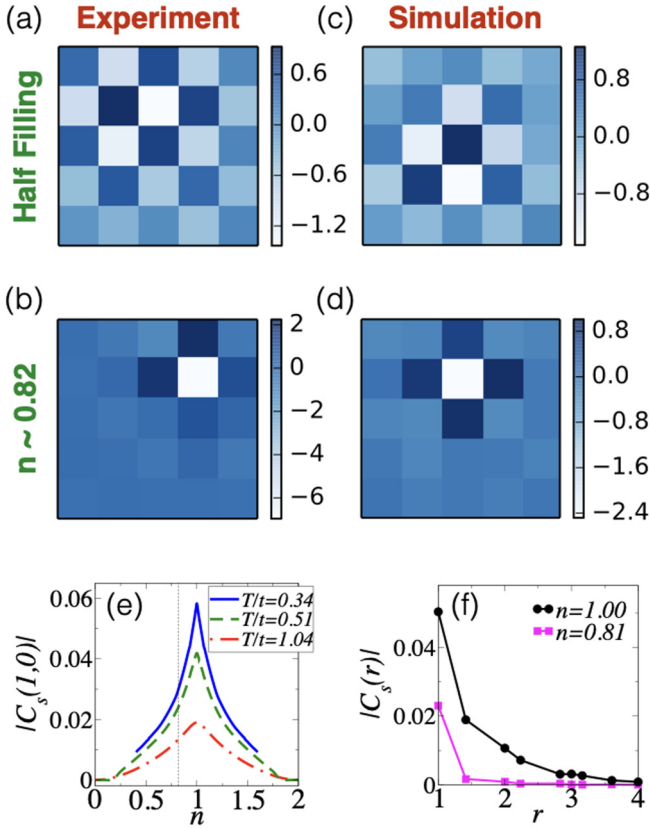 (a) Experiment (c) Simulation
Half Filling
0.6
0.0
−0.6
−1.2
0.8
0.0
−0.8
(b) (d)
n ~ 0.82
2
0
−2
−4
−6
0.8
0.0
−0.8
−1.6
−2.4
(e)
|Cs(1,0)|
0.06
0.04
0.02
0
T/t=0.34
T/t=0.51
T/t=1.04
0 0.5 1 1.5 2
n
(f)
|Cs(r)|
0.04
0.02
0
n=1.00
n=0.81
1 2 3 4
r